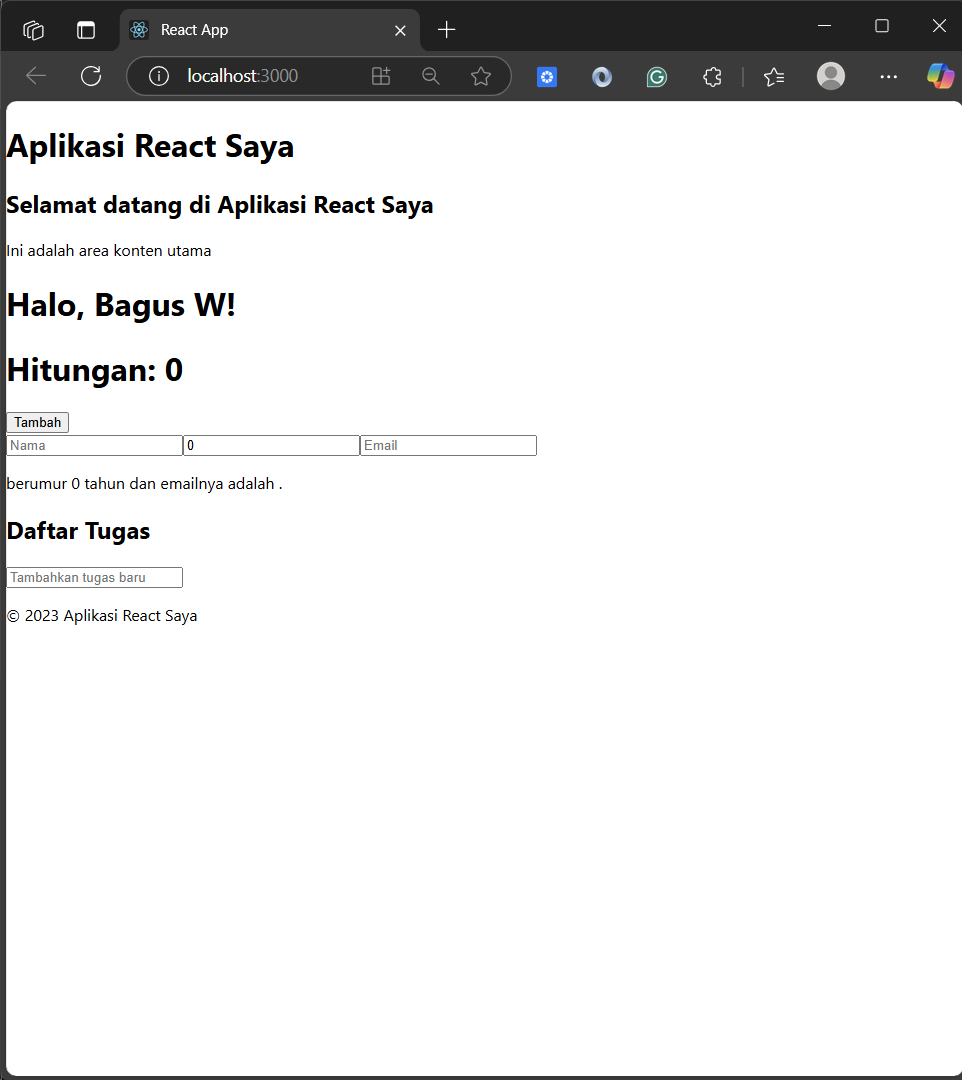 React App
localhost:3000
Aplikasi React Saya
Selamat datang di Aplikasi React Saya
Ini adalah area konten utama
Halo, Bagus W!
Hitungan: 0
Tambah
Nama 0 Email
berumur 0 tahun dan emailnya adalah .
Daftar Tugas
Tambahkan tugas baru
© 2023 Aplikasi React Saya